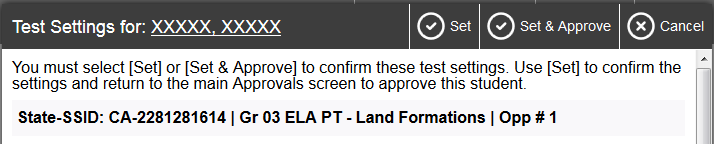 Test Settings for: XXXXX, XXXXX Set Set & Approve Cancel
You must select [Set] or [Set & Approve] to confirm these test settings. Use [Set] to confirm the
settings and return to the main Approvals screen to approve this student.
State-SSID: CA-2281281614 | Gr 03 ELA PT - Land Formations | Opp # 1